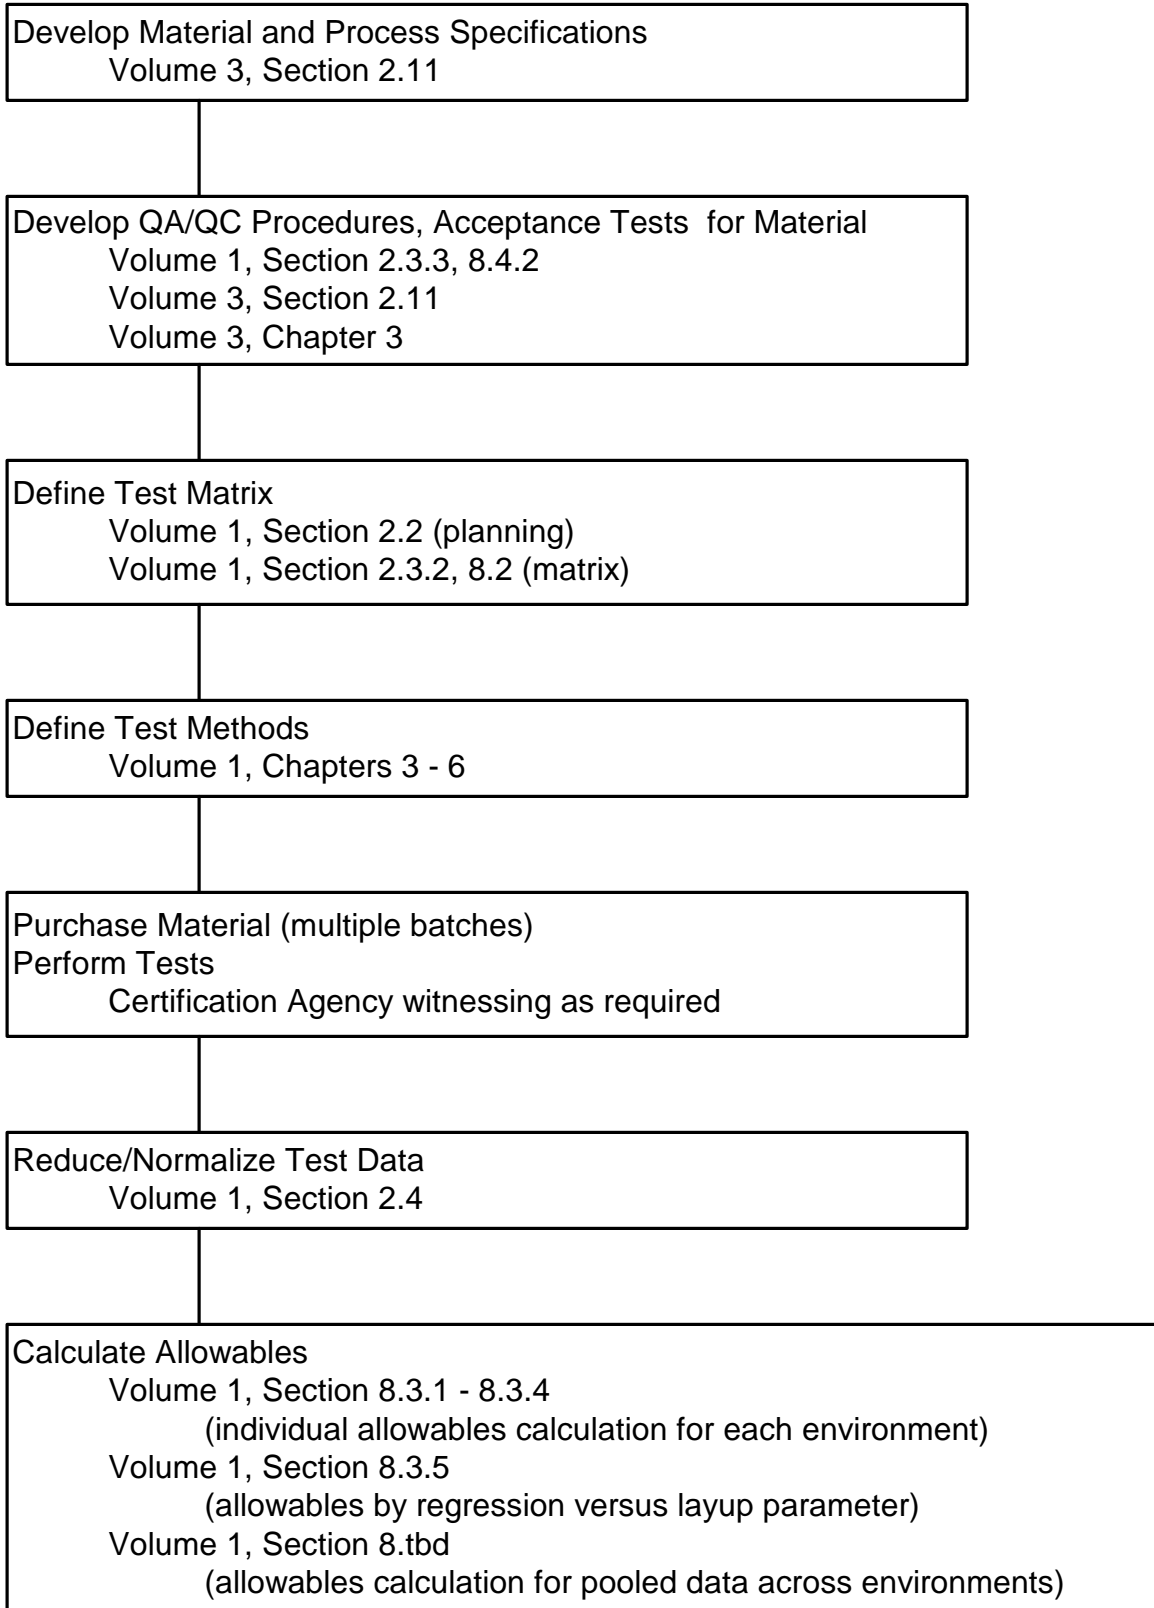 Develop Material and Process Specifications
Volume 3, Section 2.11
Develop QA/QC Procedures, Acceptance Tests  for Material
Volume 1, Section 2.3.3, 8.4.2
Volume 3, Section 2.11
Volume 3, Chapter 3
Define Test Matrix
Volume 1, Section 2.2 (planning)
Volume 1, Section 2.3.2, 8.2 (matrix)
Define Test Methods
Volume 1, Chapters 3 - 6
Purchase Material (multiple batches)
Perform Tests
Certification Agency witnessing as required
Reduce/Normalize Test Data
Volume 1, Section 2.4
Calculate Allowables
Volume 1, Section 8.3.1 - 8.3.4
(individual allowables calculation for each environment)
Volume 1, Section 8.3.5
(allowables by regression versus layup parameter)
Volume 1, Section 8.tbd
(allowables calculation for pooled data across environments)